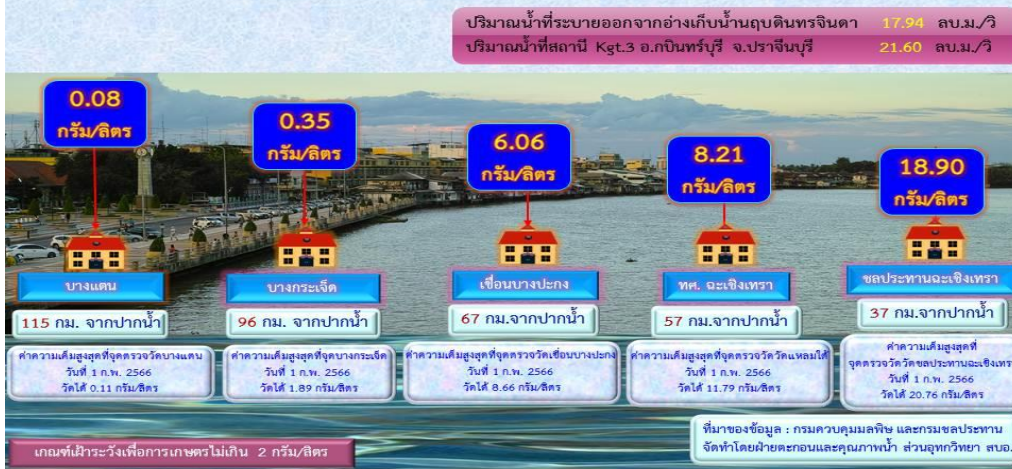 ปริมาณน้ำที่ระบายออกจากอ่างเก็บน้ำนฤบดินทรจินดา 17.94 ลบ.ม./วิ
ปริมาณน้ำที่สถานี Kgt.3 อ.กบินทร์บุรี จ.ปราจีนบุรี 21.60 ลบ.ม./วิ
0.08
กรัม/ลิตร
0.35
กรัม/ลิตร
6.06
กรัม/ลิตร
8.21
กรัม/ลิตร
18.90
กรัม/ลิตร
บางแตน
บางกระเจ็ด
เขื่อนบางปะกง
ทศ. ฉะเชิงเทรา
ชลประทานฉะเชิงเทรา
115 กม. จากปากน้ำ
96 กม. จากปากน้ำ
67 กม.จากปากน้ำ
57 กม.จากปากน้ำ
37 กม.จากปากน้ำ
ค่าความเค็มสูงสุดที่จุดตรวจวัดบางแตน
วันที่ 1 ก.พ. 2566
วัดได้ 0.11 กรัม/ลิตร
ค่าความเค็มสูงสุดที่จุดบางกระเจ็ด
วันที่ 1 ก.พ. 2566
วัดได้ 1.89 กรัม/ลิตร
ค่าความเค็มสูงสุดที่จุดตรวจวัดเขื่อนบางปะกง
วันที่ 1 ก.พ. 2566
วัดได้ 8.66 กรัม/ลิตร
ค่าความเค็มสูงสุดที่จุดตรวจวัดวัดแหลมใต้
วันที่ 1 ก.พ. 2566
วัดได้ 11.79 กรัม/ลิตร
ค่าความเค็มสูงสุดที่
จุดตรวจวัดวัดชลประทานฉะเชิงเทรา
วันที่ 1 ก.พ. 2566
วัดได้ 20.76 กรัม/ลิตร
เกณฑ์เฝ้าระวังเพื่อการเกษตรไม่เกิน 2 กรัม/ลิตร
ที่มาของข้อมูล : กรมควบคุมมลพิษ และกรมชลประทาน
จัดทำโดยฝ่ายตะกอนและคุณภาพน้ำ ส่วนอุทกวิทยา สบอ.